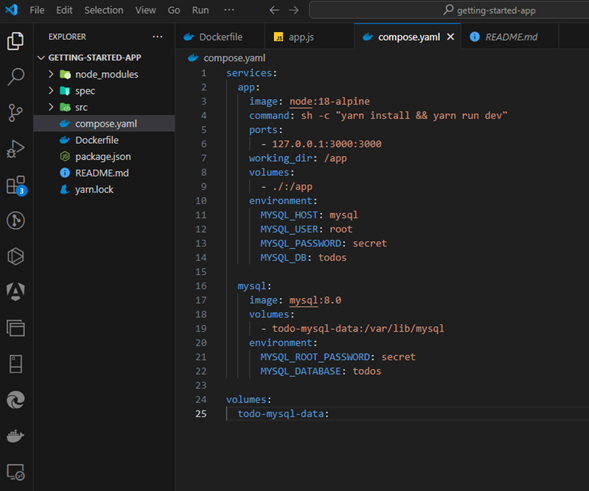 File Edit Selection View Go Run ···
getting-started-app
EXPLORER ···
GETTING-STARTED-APP
node_modules
spec
src
compose.yaml
Dockerfile
package.json
README.md
yarn.lock
3
Dockerfile JS app.js compose.yaml README.md
compose.yaml
1 services:
2   app:
3     image: node:18-alpine
4     command: sh -c "yarn install && yarn run dev"
5     ports:
6       - 127.0.0.1:3000:3000
7     working_dir: /app
8     volumes:
9       - ./:/app
10     environment:
11       MYSQL_HOST: mysql
12       MYSQL_USER: root
13       MYSQL_PASSWORD: secret
14       MYSQL_DB: todos
15
16   mysql:
17     image: mysql:8.0
18     volumes:
19       - todo-mysql-data:/var/lib/mysql
20     environment:
21       MYSQL_ROOT_PASSWORD: secret
22       MYSQL_DATABASE: todos
23
24 volumes:
25   todo-mysql-data: